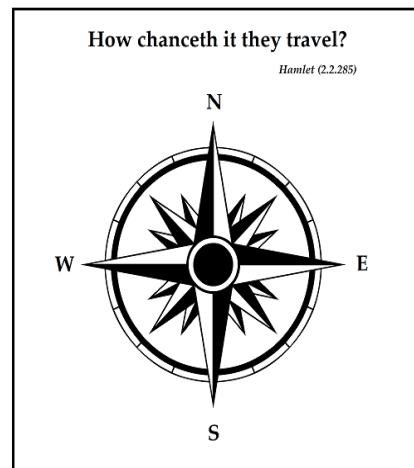 How chanceth it they travel?
Hamlet (2.2.285)
N
W E
S